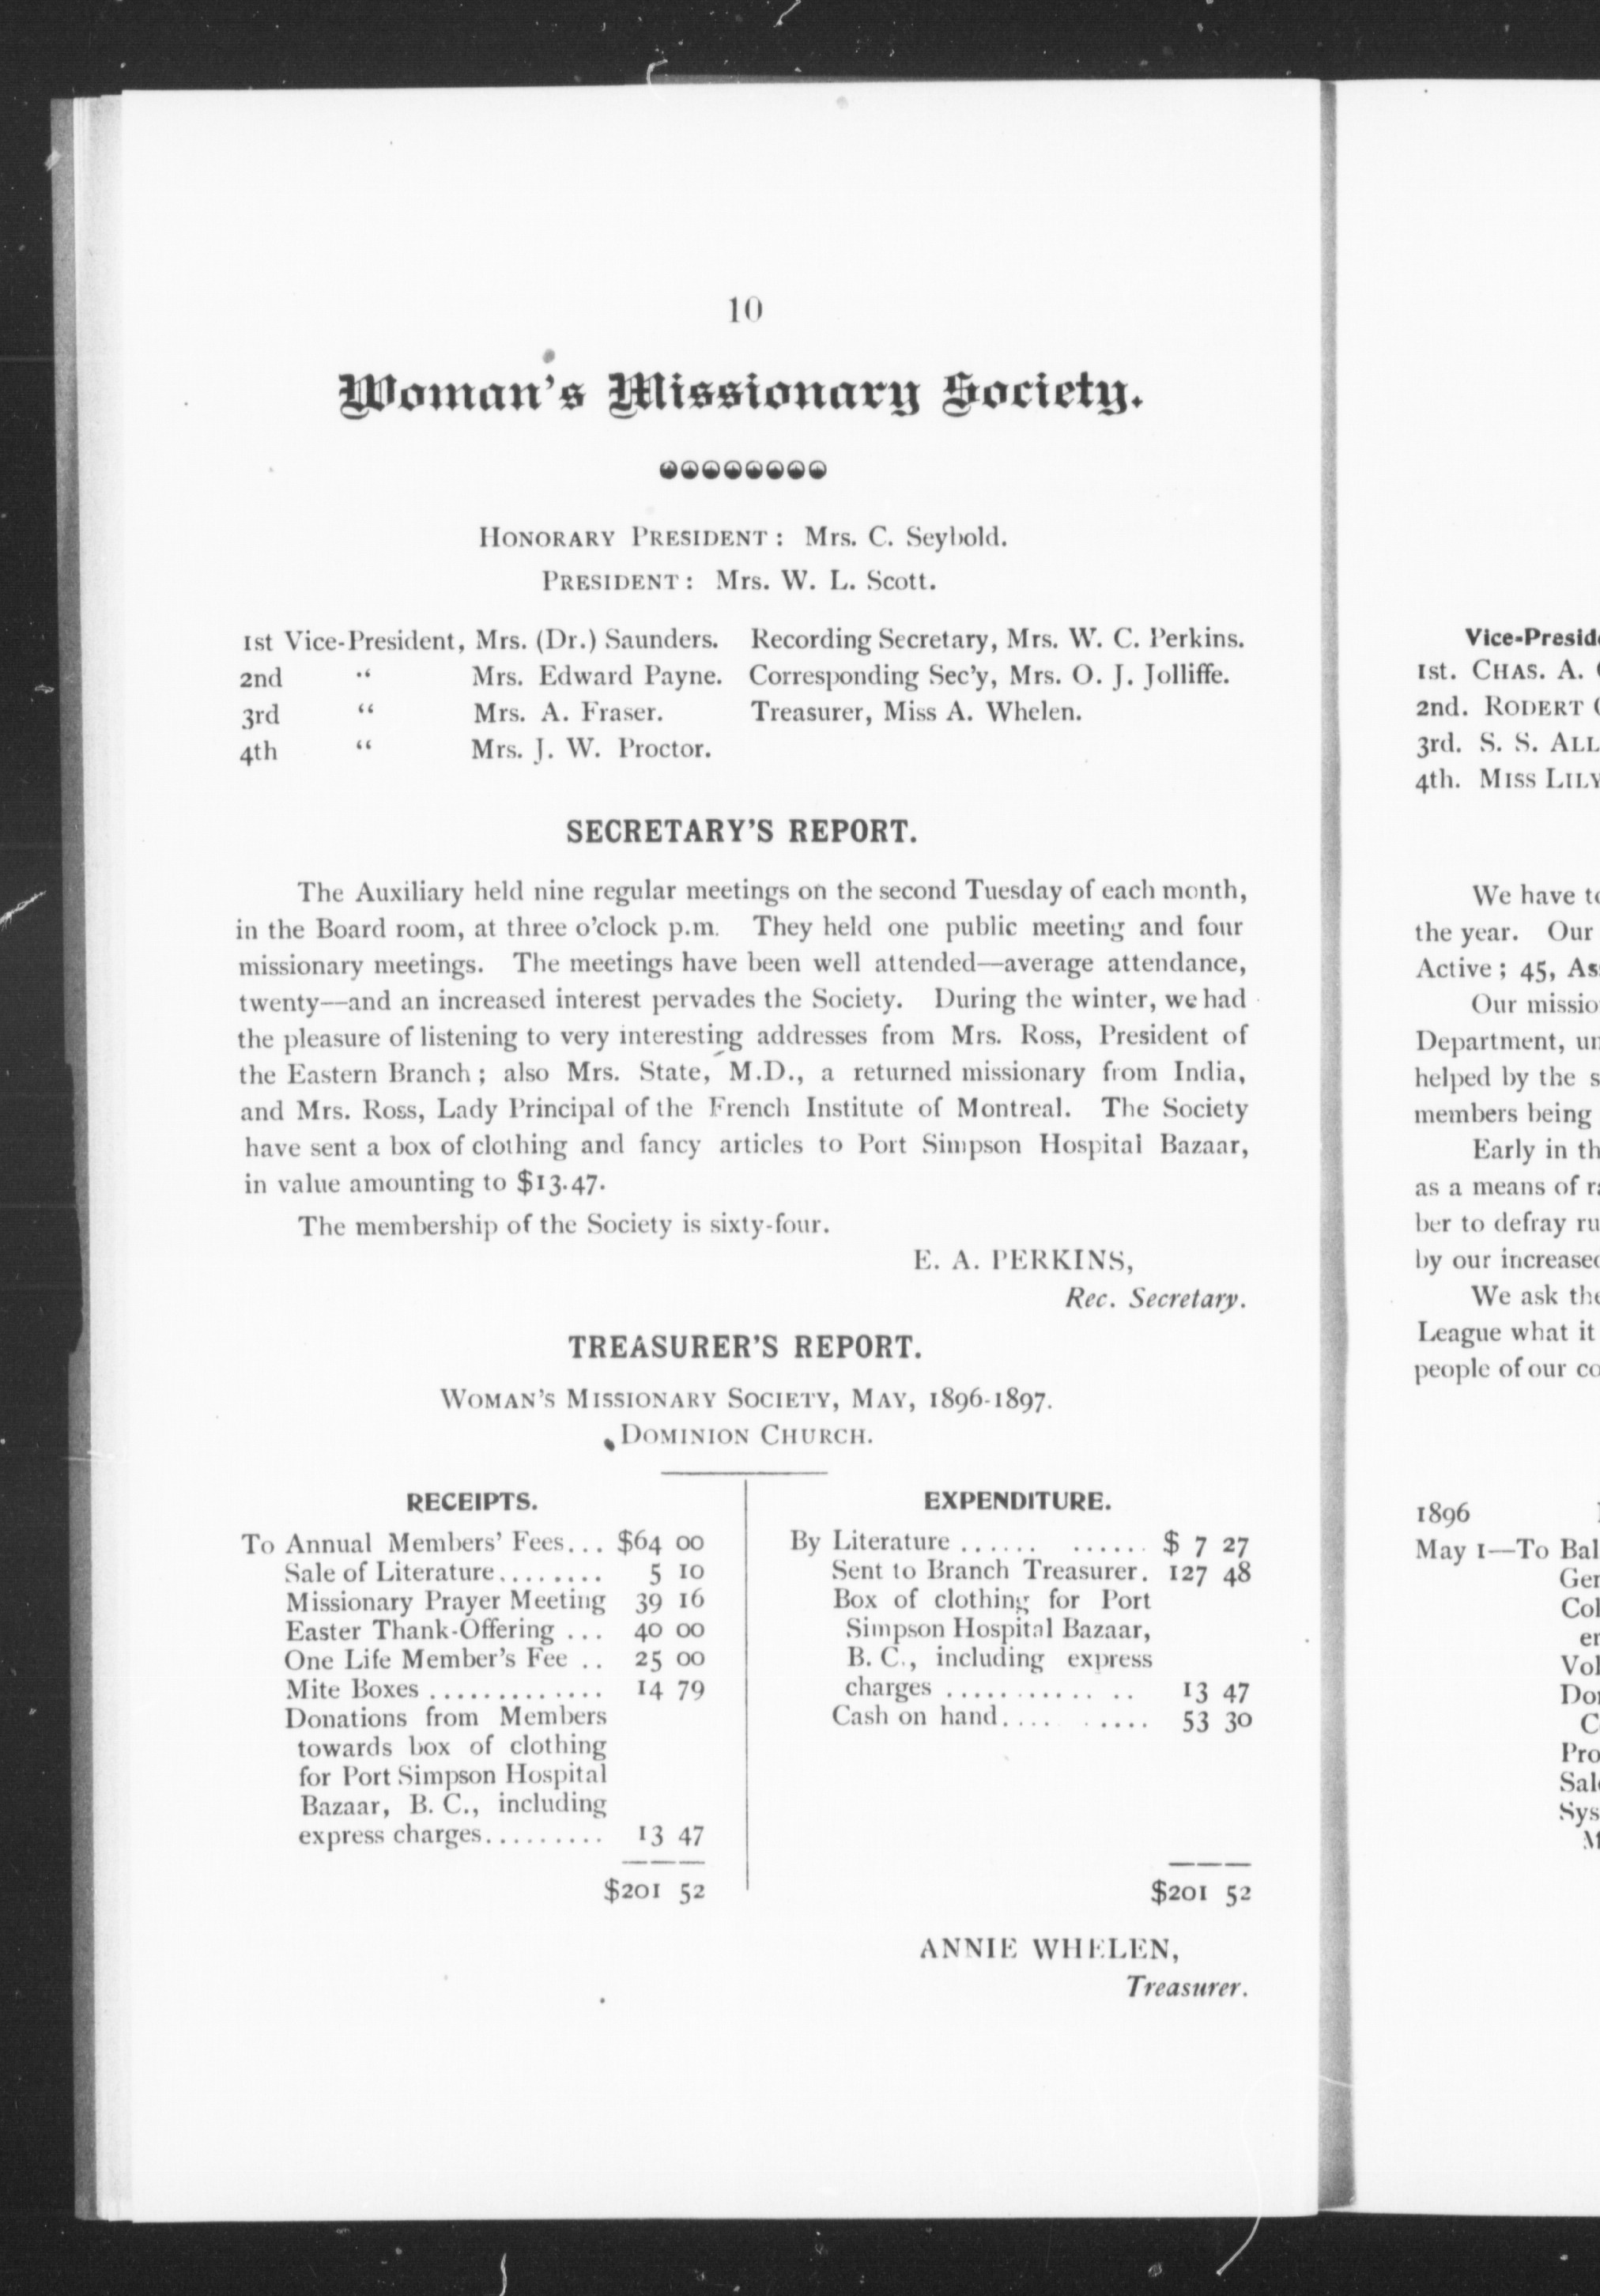 10
Woman's Missionary Society.
HONORARY PRESIDENT : Mrs. C. Seybold.
PRESIDENT : Mrs. W. L. Scott.
1st Vice-President, Mrs. (Dr.) Saunders. Recording Secretary, Mrs. W. C. Perkins.
2nd “ Mrs. Edward Payne. Corresponding Sec'y, Mrs. O. J. Jolliffe.
3rd “ Mrs. A. Fraser. Treasurer, Miss A. Whelen.
4th “ Mrs. J. W. Proctor.
SECRETARY'S REPORT.
The Auxiliary held nine regular meetings on the second Tuesday of each month,
in the Board room, at three o'clock p.m. They held one public meeting and four
missionary meetings. The meetings have been well attended—average attendance,
twenty—and an increased interest pervades the Society. During the winter, we had
the pleasure of listening to very interesting addresses from Mrs. Ross, President of
the Eastern Branch ; also Mrs. State, M.D., a returned missionary from India,
and Mrs. Ross, Lady Principal of the French Institute of Montreal. The Society
have sent a box of clothing and fancy articles to Port Simpson Hospital Bazaar,
in value amounting to $13.47.
The membership of the Society is sixty-four.
E. A. PERKINS,
Rec. Secretary.
TREASURER'S REPORT.
WOMAN'S MISSIONARY SOCIETY, MAY, 1896-1897.
DOMINION CHURCH.
RECEIPTS.
To Annual Members' Fees... $64 00
Sale of Literature........ 5 10
Missionary Prayer Meeting 39 16
Easter Thank-Offering ... 40 00
One Life Member's Fee .. 25 00
Mite Boxes ............. 14 79
Donations from Members
towards box of clothing
for Port Simpson Hospital
Bazaar, B. C., including
express charges......... 13 47
$201 52
EXPENDITURE.
By Literature ...... ...... $ 7 27
Sent to Branch Treasurer. 127 48
Box of clothing for Port
Simpson Hospital Bazaar,
B. C., including express
charges ........... .. 13 47
Cash on hand.... ..... 53 30
$201 52
ANNIE WHELEN,
Treasurer.
Vice-Presid
1st. CHAS. A.
2nd. ROBERT
3rd. S. S. ALL
4th. MISS LILY
We have to
the year. Our
Active ; 45, As
Our missio
Department, un
helped by the s
members being
Early in th
as a means of ra
ber to defray ru
by our increased
We ask the
League what it
people of our co
1896
May 1—To Bal
Gen
Col
er
Vol
Don
C
Pro
Sale
Sys
M